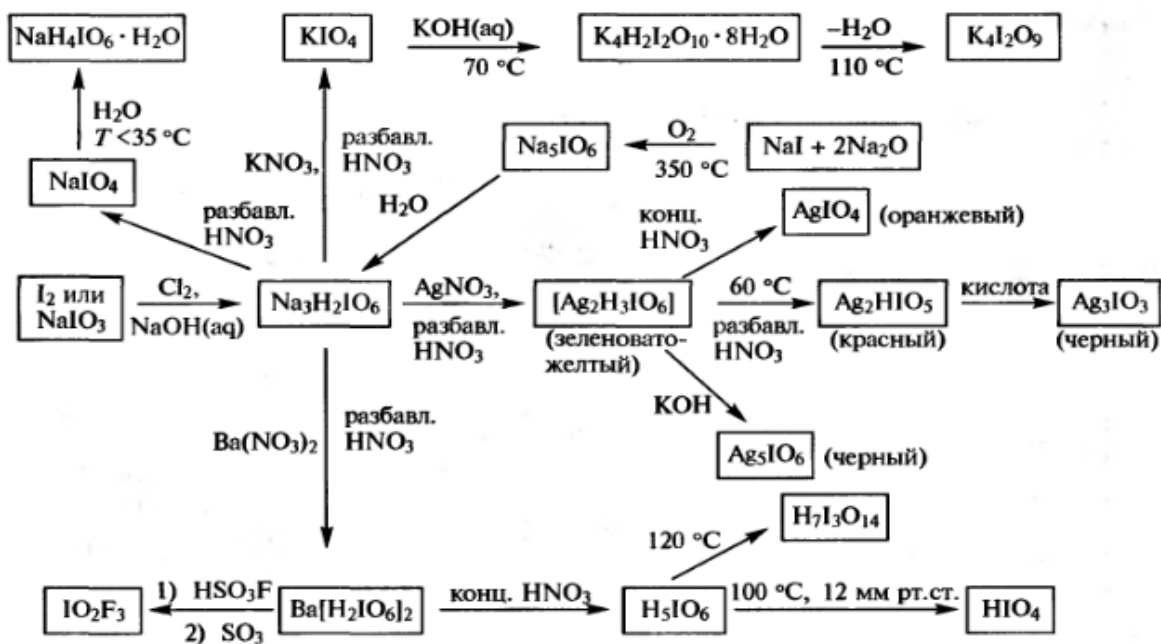 NaH₄IO₆ · H₂O
KIO₄
KOH(aq)
70 °C
K₄H₂I₂O₁₀ · 8H₂O
–H₂O
110 °C
K₄I₂O₉
H₂O
T <35 °C
KNO₃,
разбавл.
HNO₃
Na₅IO₆
O₂
350 °C
NaI + 2Na₂O
NaIO₄
разбавл.
HNO₃
H₂O
конц.
HNO₃
AgIO₄ (оранжевый)
I₂ или
NaIO₃
Cl₂,
NaOH(aq)
Na₃H₂IO₆
AgNO₃,
разбавл.
HNO₃
[Ag₂H₃IO₆]
(зеленовато-
желтый)
60 °C
разбавл.
HNO₃
Ag₂HIO₅
(красный)
кислота
Ag₃IO₃
(черный)
KOH
Ag₅IO₆ (черный)
Ba(NO₃)₂
разбавл.
HNO₃
H₇I₃O₁₄
120 °C
IO₂F₃
1) HSO₃F
2) SO₃
Ba[H₂IO₆]₂
конц. HNO₃
H₅IO₆
100 °C, 12 мм рт.ст.
HIO₄